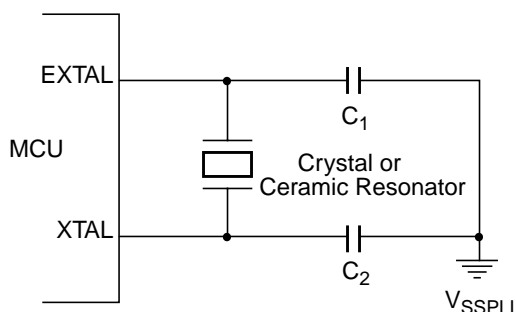 EXTAL
C1
MCU
Crystal or
Ceramic Resonator
XTAL
C2
VSSPLL